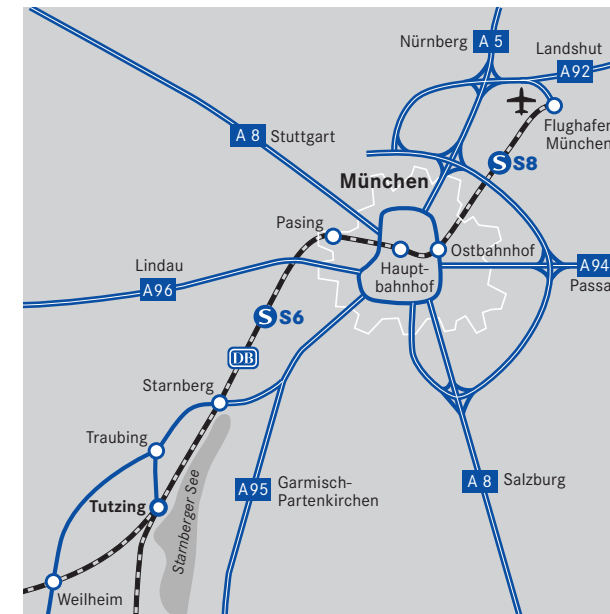 Nürnberg
A 5
Landshut
A92
Flughafen
München
A 8
Stuttgart
S
S8
München
Pasing
Ostbahnhof
Haupt-
bahnhof
Lindau
A96
A94
Passa
S
S6
DB
Starnberg
Traubing
Tutzing
Starnberger See
A95
Garmisch-
Partenkirchen
A 8
Salzburg
Weilheim